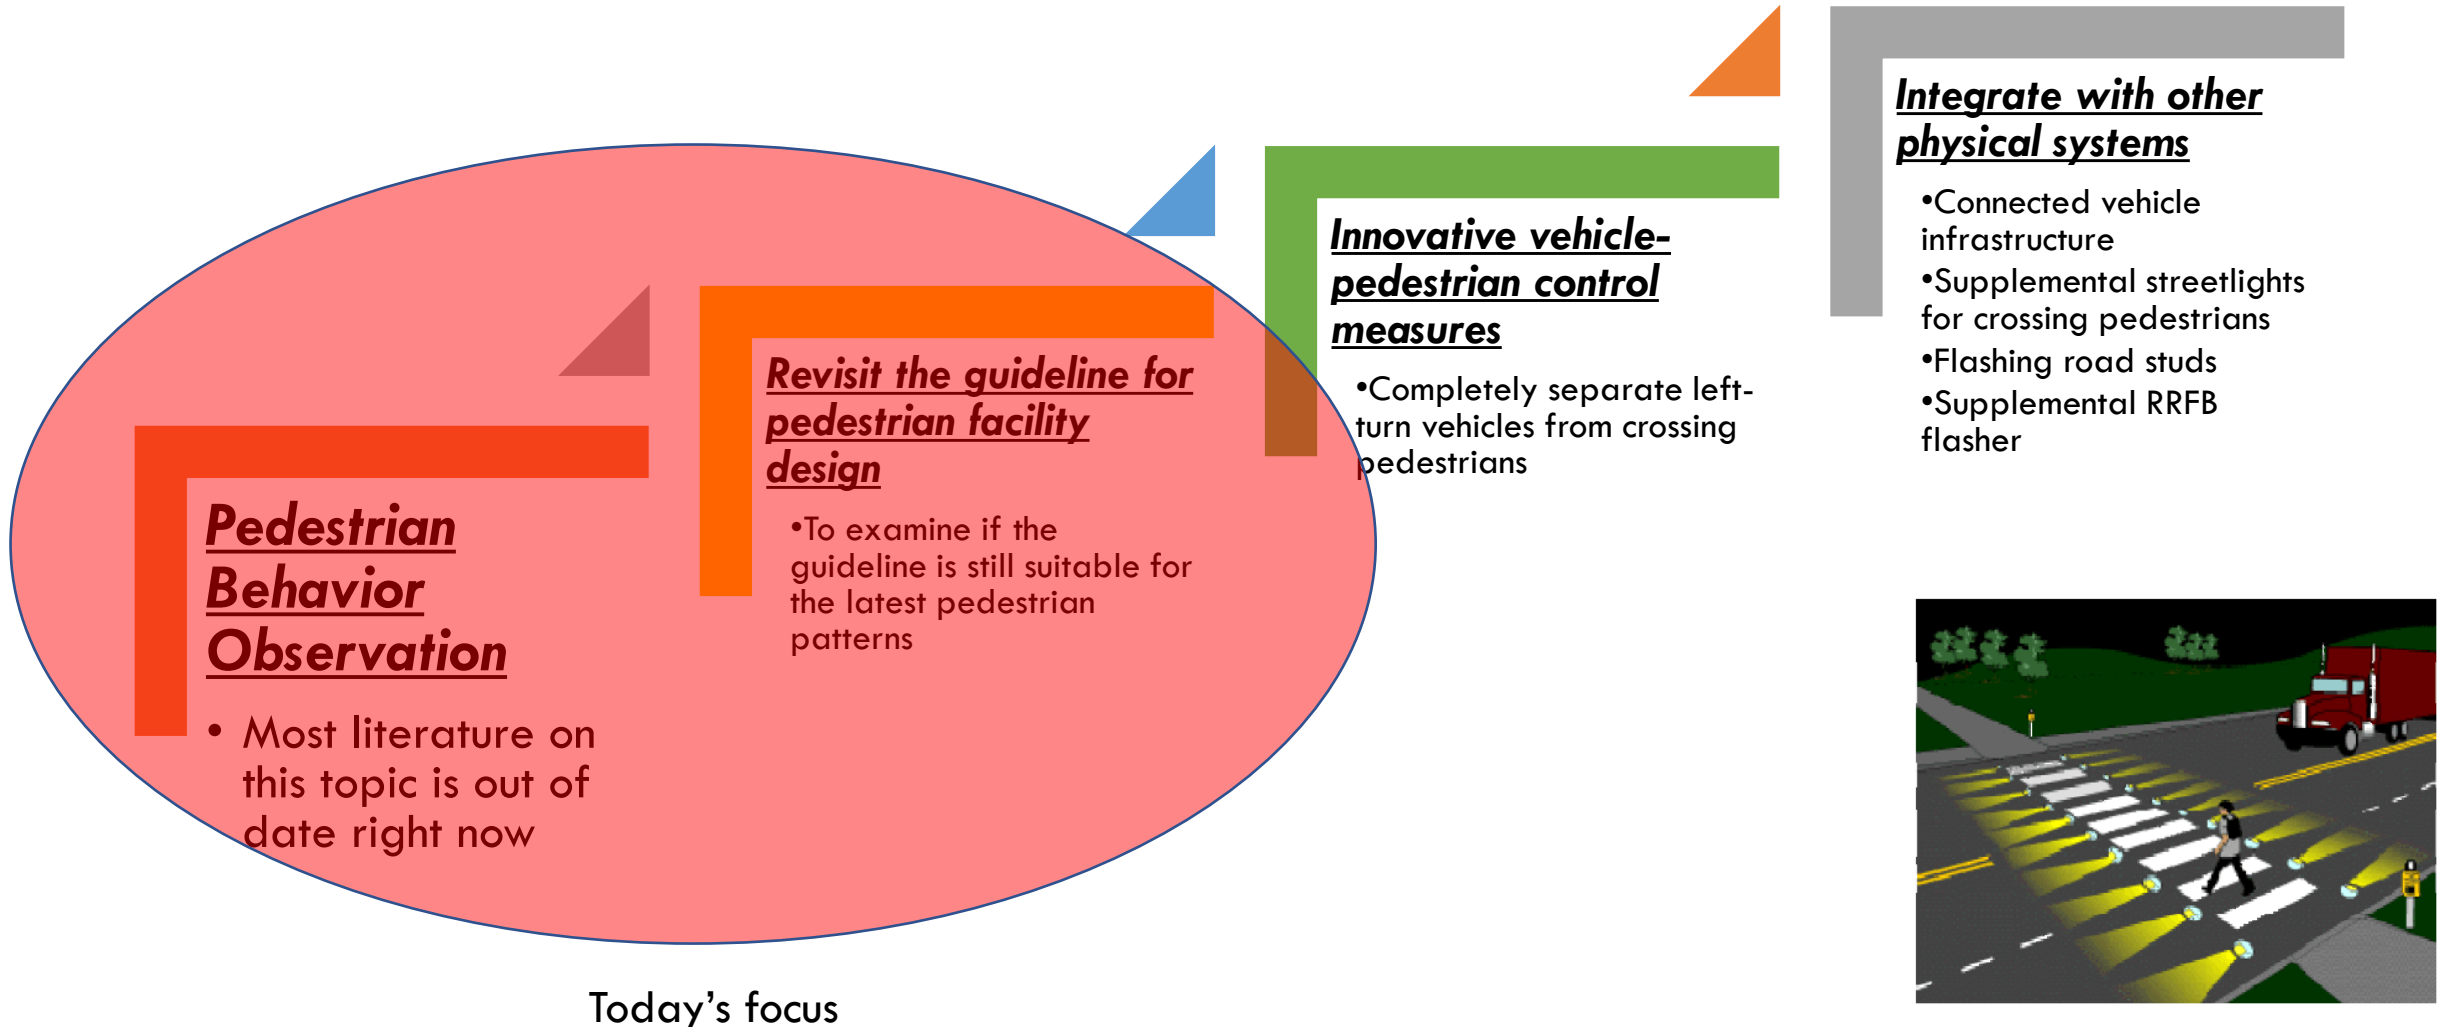 Pedestrian
Behavior
Observation
• Most literature on
this topic is out of
date right now
Revisit the guideline for
pedestrian facility
design
•To examine if the
guideline is still suitable for
the latest pedestrian
patterns
Innovative vehicle-
pedestrian control
measures
•Completely separate left-
turn vehicles from crossing
pedestrians
Integrate with other
physical systems
•Connected vehicle
infrastructure
•Supplemental streetlights
for crossing pedestrians
•Flashing road studs
•Supplemental RRFB
flasher
Today’s focus